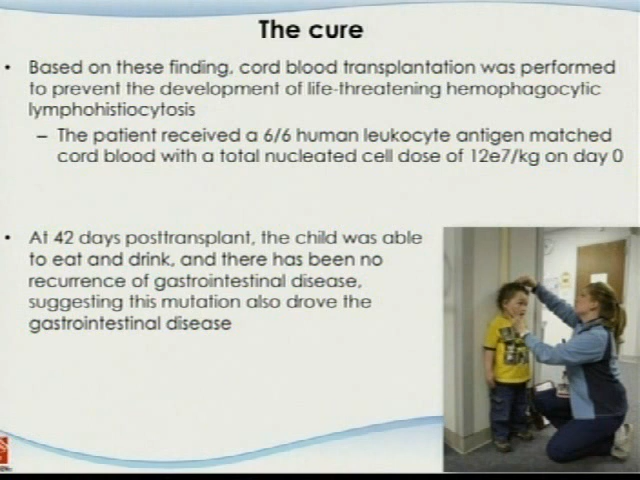 The cure
• Based on these finding, cord blood transplantation was performed
to prevent the development of life-threatening hemophagocytic
lymphohistiocytosis
– The patient received a 6/6 human leukocyte antigen matched
cord blood with a total nucleated cell dose of 12e7/kg on day 0
• At 42 days posttransplant, the child was able
to eat and drink, and there has been no
recurrence of gastrointestinal disease,
suggesting this mutation also drove the
gastrointestinal disease